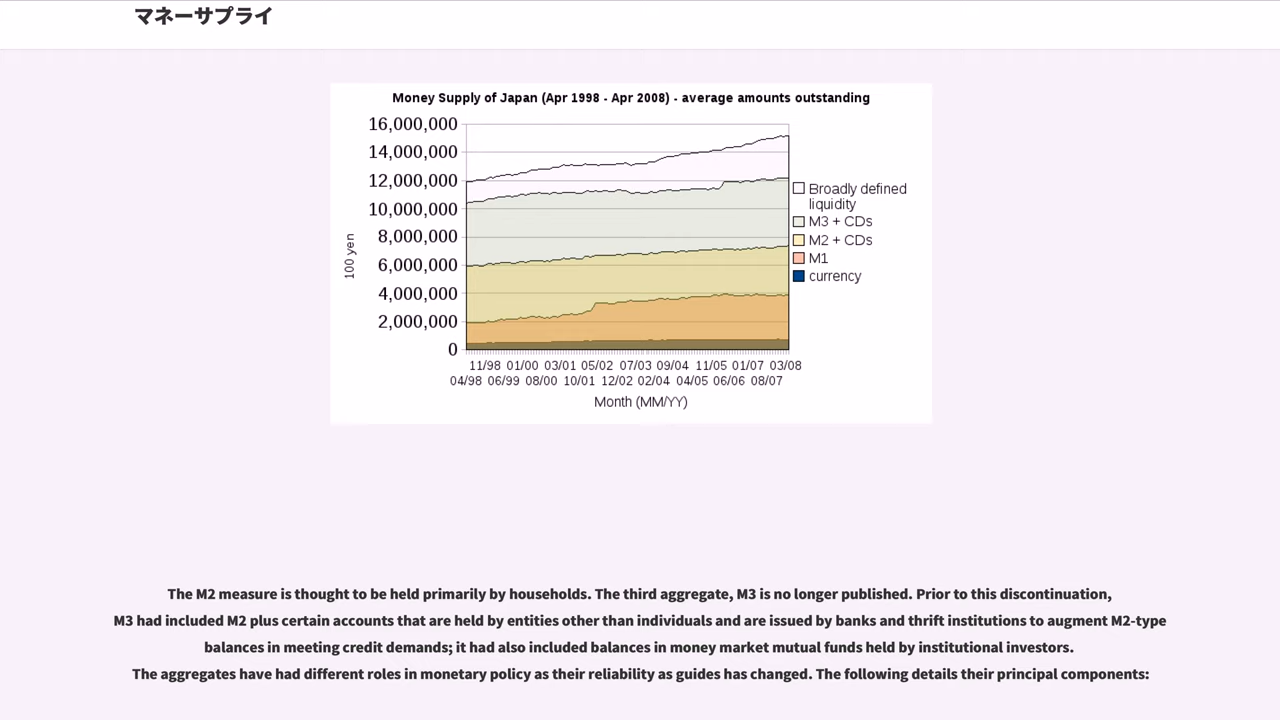 マネーサプライ
Money Supply of Japan (Apr 1998 - Apr 2008) - average amounts outstanding
16,000,000
14,000,000
12,000,000
10,000,000
8,000,000
6,000,000
4,000,000
2,000,000
0
100 yen
11/98 01/00 03/01 05/02 07/03 09/04 11/05 01/07 03/08
04/98 06/99 08/00 10/01 12/02 02/04 04/05 06/06 08/07
Month (MM/YY)
Broadly defined
liquidity
M3 + CDs
M2 + CDs
M1
currency
The M2 measure is thought to be held primarily by households. The third aggregate, M3 is no longer published. Prior to this discontinuation,
M3 had included M2 plus certain accounts that are held by entities other than individuals and are issued by banks and thrift institutions to augment M2-type
balances in meeting credit demands; it had also included balances in money market mutual funds held by institutional investors.
The aggregates have had different roles in monetary policy as their reliability as guides has changed. The following details their principal components: